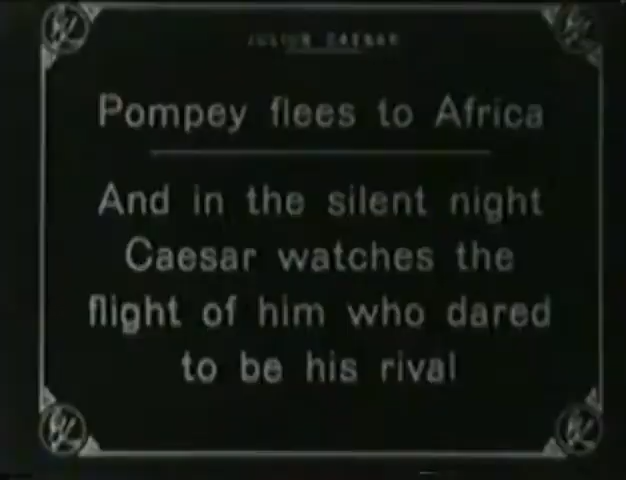 JULIUS CAESAR
Pompey flees to Africa
And in the silent night
Caesar watches the
flight of him who dared
to be his rival